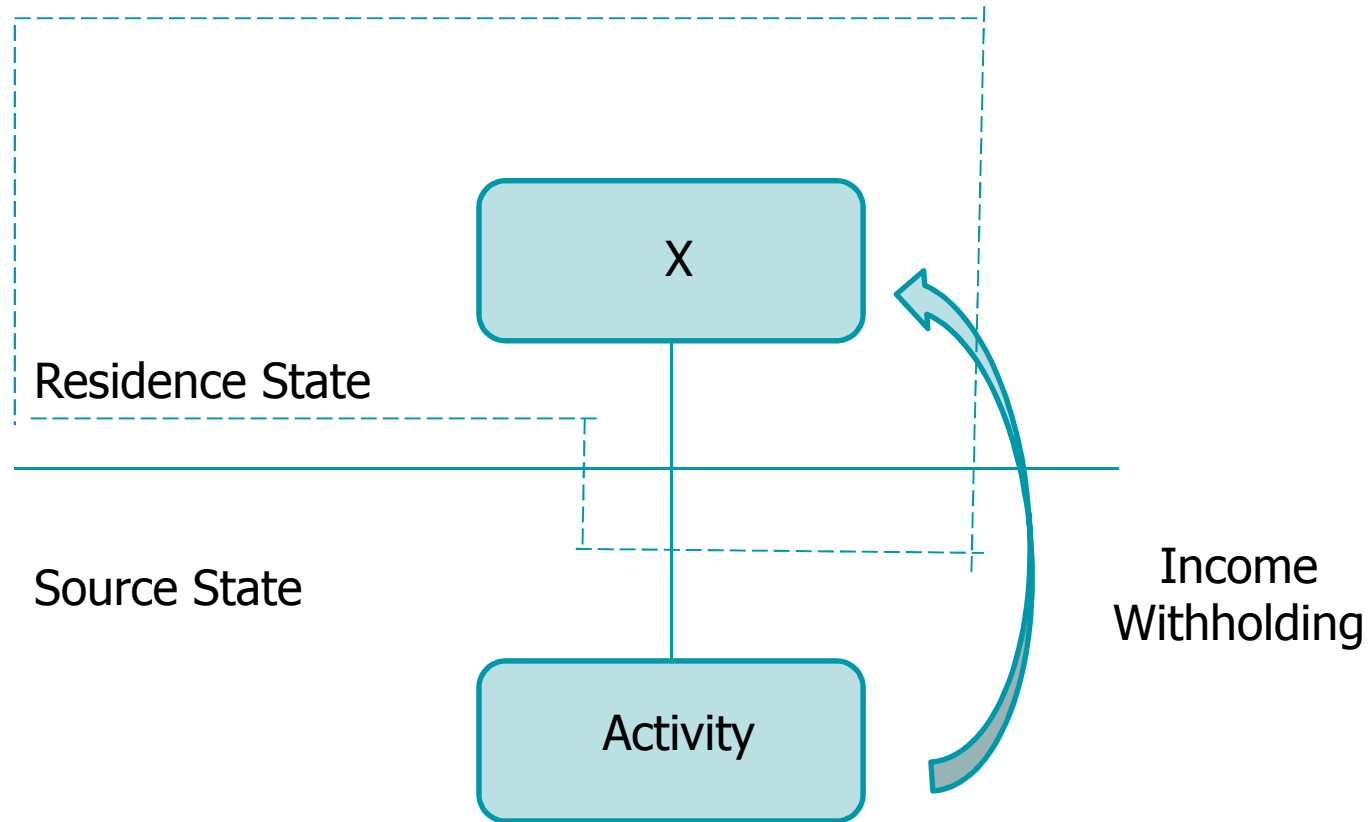 X
Residence State
Source State
Income
Withholding
Activity